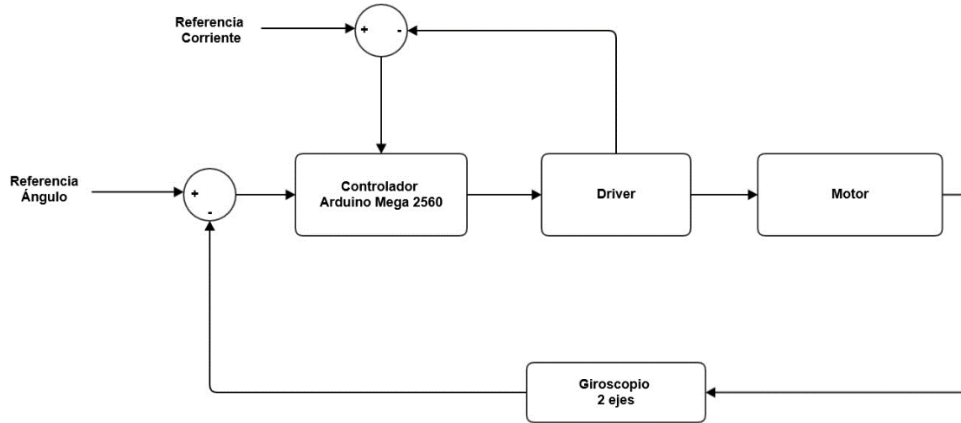 Referencia
Corriente
+
-
Referencia
Ángulo
+
-
Controlador
Arduino Mega 2560
Driver
Motor
Giroscopio
2 ejes